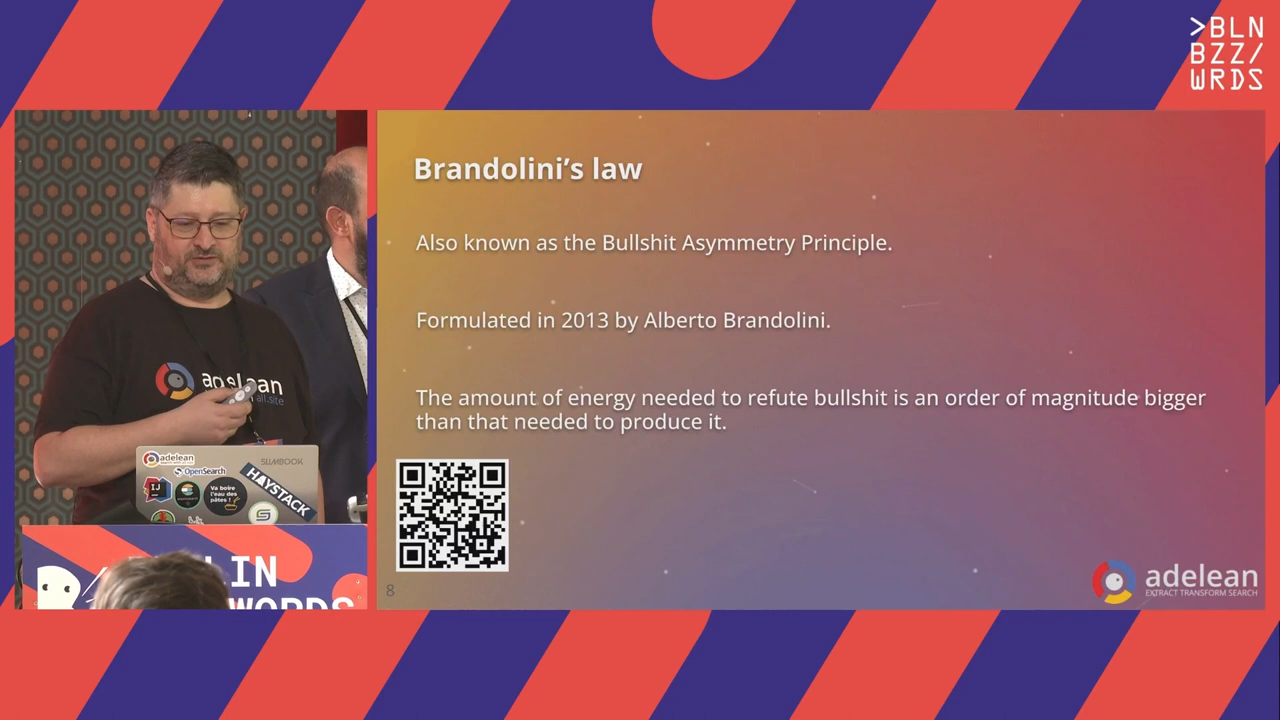 >BLN
BZZ/
WRDS
Brandolini’s law
Also known as the Bullshit Asymmetry Principle.
Formulated in 2013 by Alberto Brandolini.
The amount of energy needed to refute bullshit is an order of magnitude bigger
than that needed to produce it.
8
adelean
EXTRACT TRANSFORM SEARCH
adelean
SLIMBOOK
OpenSearch
HAYSTACK
IJ
Va boire
l'eau des
pâtes !